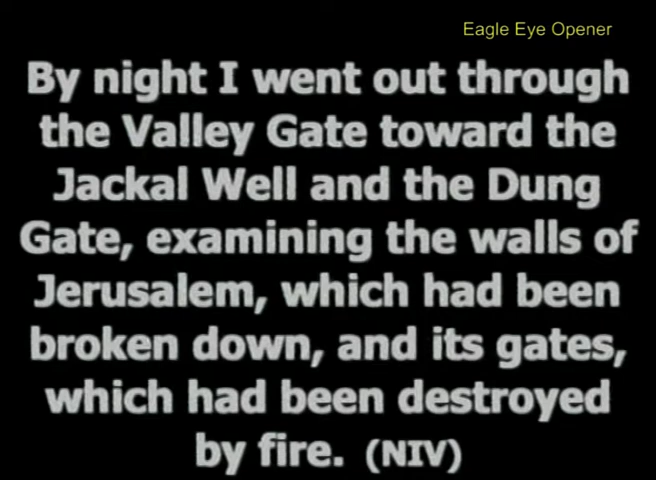 Eagle Eye Opener
By night I went out through
the Valley Gate toward the
Jackal Well and the Dung
Gate, examining the walls of
Jerusalem, which had been
broken down, and its gates,
which had been destroyed
by fire. (NIV)